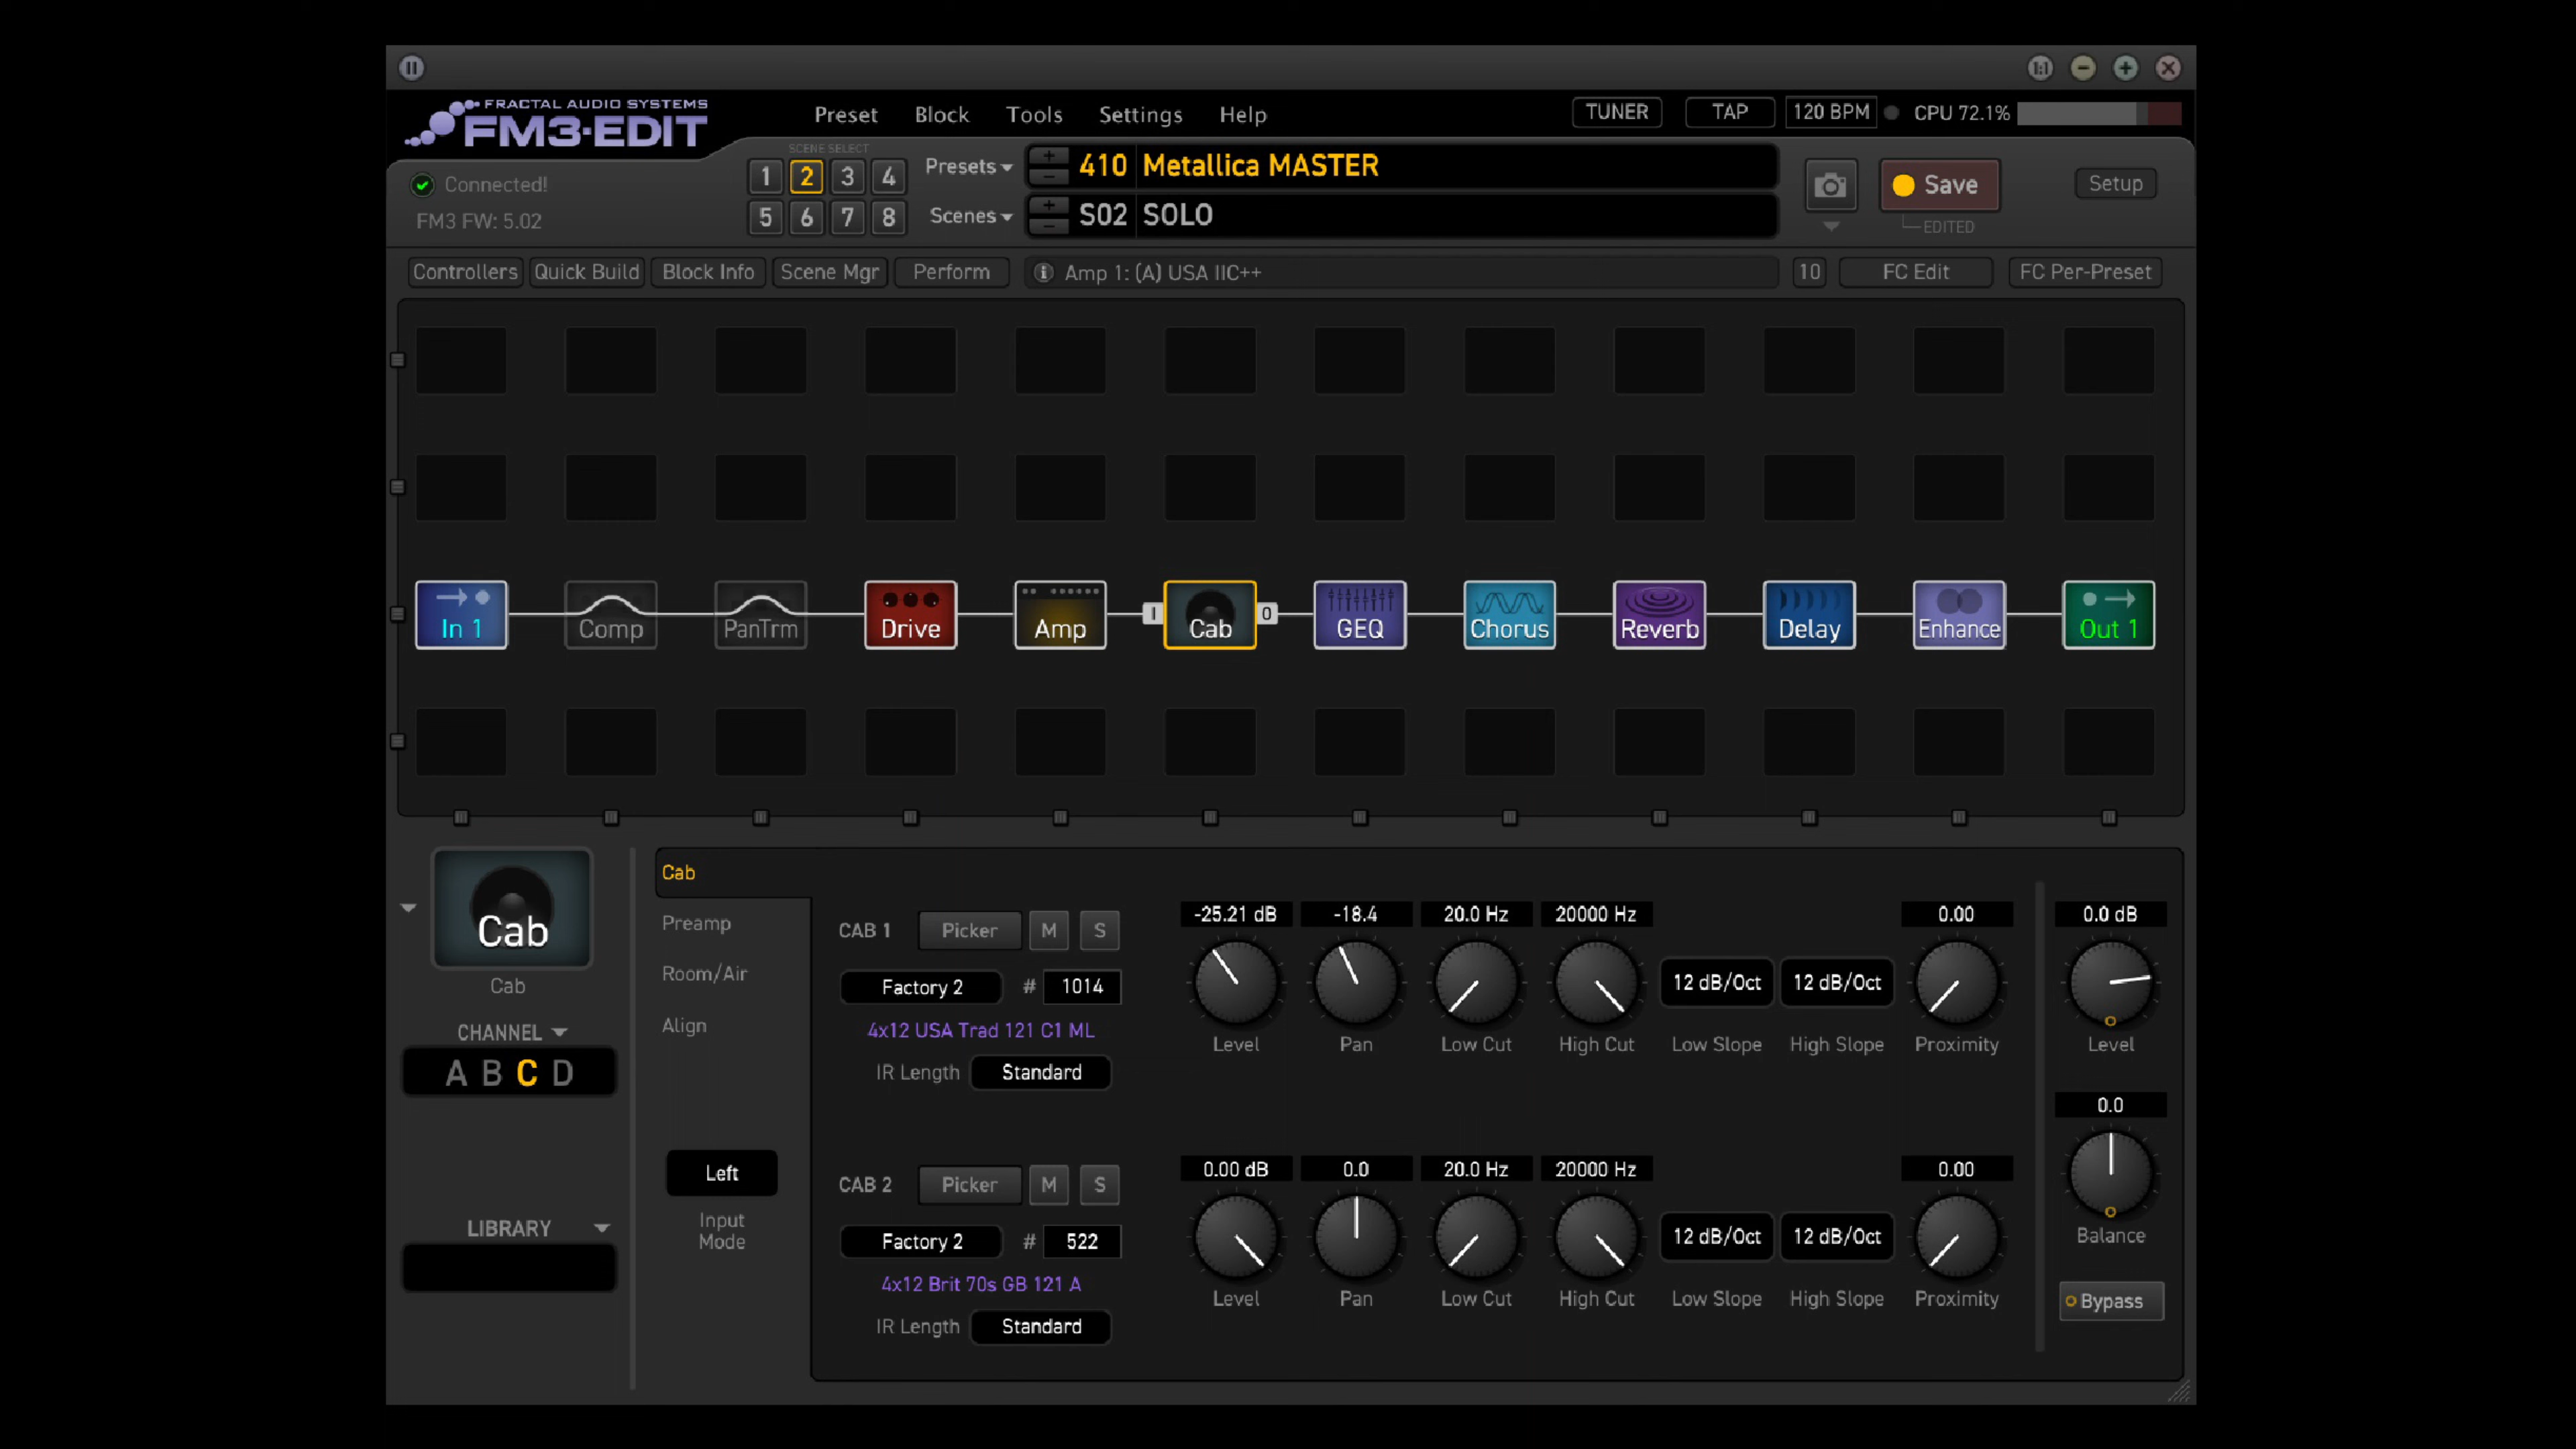 1:1
FRACTAL AUDIO SYSTEMS
FM3·EDIT
Preset Block Tools Settings Help
TUNER TAP 120 BPM CPU 72.1%
Connected!
FM3 FW: 5.02
SCENE SELECT
1 2 3 4
5 6 7 8
Presets 410 Metallica MASTER
Scenes S02 SOLO
Save
EDITED
Setup
Controllers Quick Build Block Info Scene Mgr Perform Amp 1: (A) USA IIC++ 10 FC Edit FC Per-Preset
In 1 Comp PanTrm Drive Amp I Cab O GEQ Chorus Reverb Delay Enhance Out 1
Cab
Cab
CHANNEL
A B C D
LIBRARY
Cab
Preamp
Room/Air
Align
Left
Input
Mode
CAB 1 Picker M S
Factory 2 # 1014
4x12 USA Trad 121 C1 ML
IR Length Standard
-25.21 dB -18.4 20.0 Hz 20000 Hz 0.00
12 dB/Oct 12 dB/Oct
Level Pan Low Cut High Cut Low Slope High Slope Proximity
CAB 2 Picker M S
Factory 2 # 522
4x12 Brit 70s GB 121 A
IR Length Standard
0.00 dB 0.0 20.0 Hz 20000 Hz 0.00
12 dB/Oct 12 dB/Oct
Level Pan Low Cut High Cut Low Slope High Slope Proximity
0.0 dB
Level
0.0
Balance
Bypass